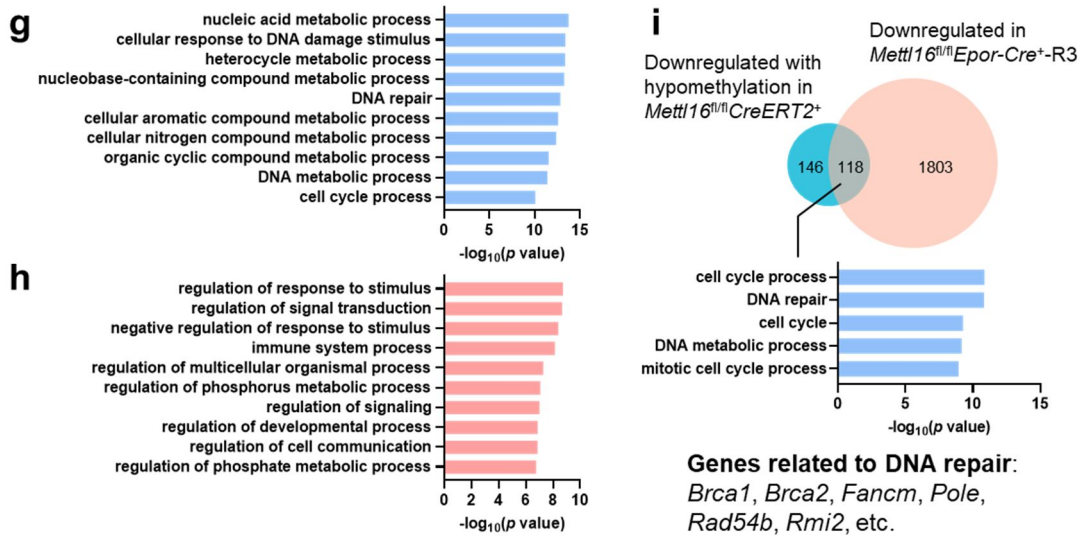 g
nucleic acid metabolic process
cellular response to DNA damage stimulus
heterocycle metabolic process
nucleobase-containing compound metabolic process
DNA repair
cellular aromatic compound metabolic process
cellular nitrogen compound metabolic process
organic cyclic compound metabolic process
DNA metabolic process
cell cycle process
0 5 10 15
-log10(p value)
h
regulation of response to stimulus
regulation of signal transduction
negative regulation of response to stimulus
immune system process
regulation of multicellular organismal process
regulation of phosphorus metabolic process
regulation of signaling
regulation of developmental process
regulation of cell communication
regulation of phosphate metabolic process
0 2 4 6 8 10
-log10(p value)
i
Downregulated with
hypomethylation in
Mettl16fl/flCreERT2+
Downregulated in
Mettl16fl/flEpor-Cre+-R3
146 118 1803
cell cycle process
DNA repair
cell cycle
DNA metabolic process
mitotic cell cycle process
0 5 10 15
-log10(p value)
Genes related to DNA repair:
Brca1, Brca2, Fancm, Pole,
Rad54b, Rmi2, etc.